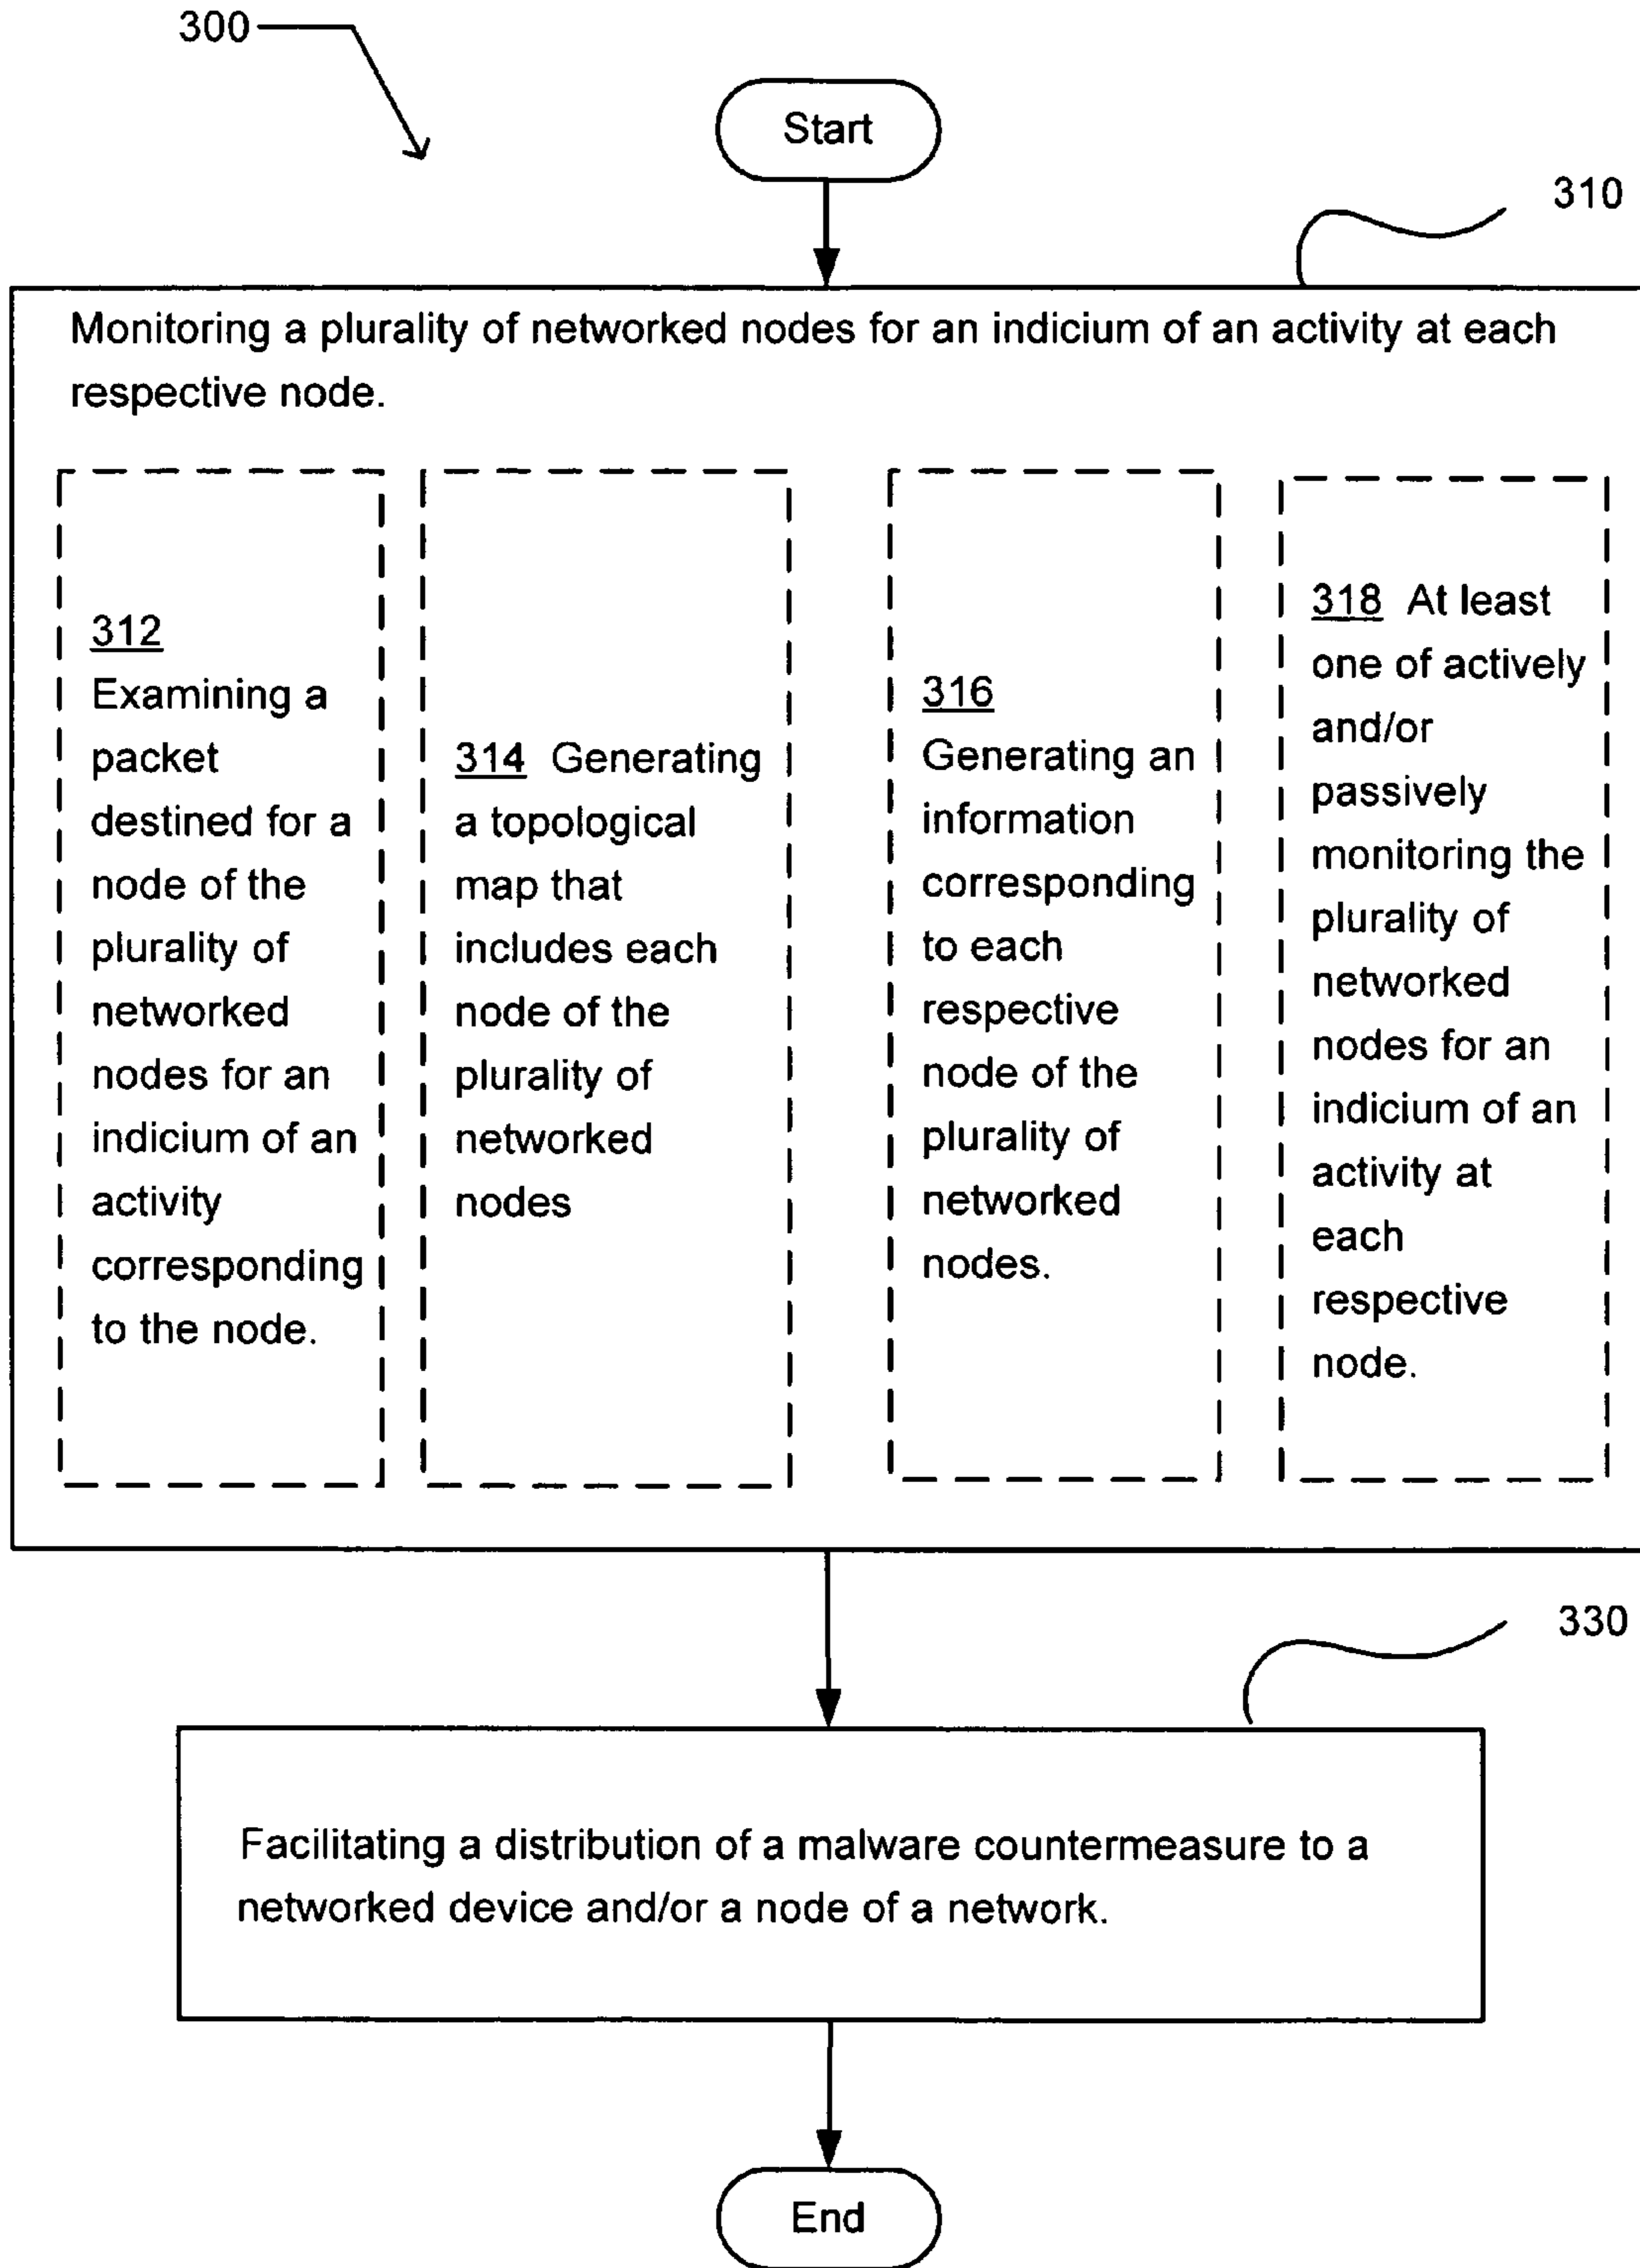 300
Start
310
Monitoring a plurality of networked nodes for an indicium of an activity at each
respective node.
312
Examining a
packet
destined for a
node of the
plurality of
networked
nodes for an
indicium of an
activity
corresponding
to the node.
314 Generating
a topological
map that
includes each
node of the
plurality of
networked
nodes
316
Generating an
information
corresponding
to each
respective
node of the
plurality of
networked
nodes.
318 At least
one of actively
and/or
passively
monitoring the
plurality of
networked
nodes for an
indicium of an
activity at
each
respective
node.
330
Facilitating a distribution of a malware countermeasure to a
networked device and/or a node of a network.
End